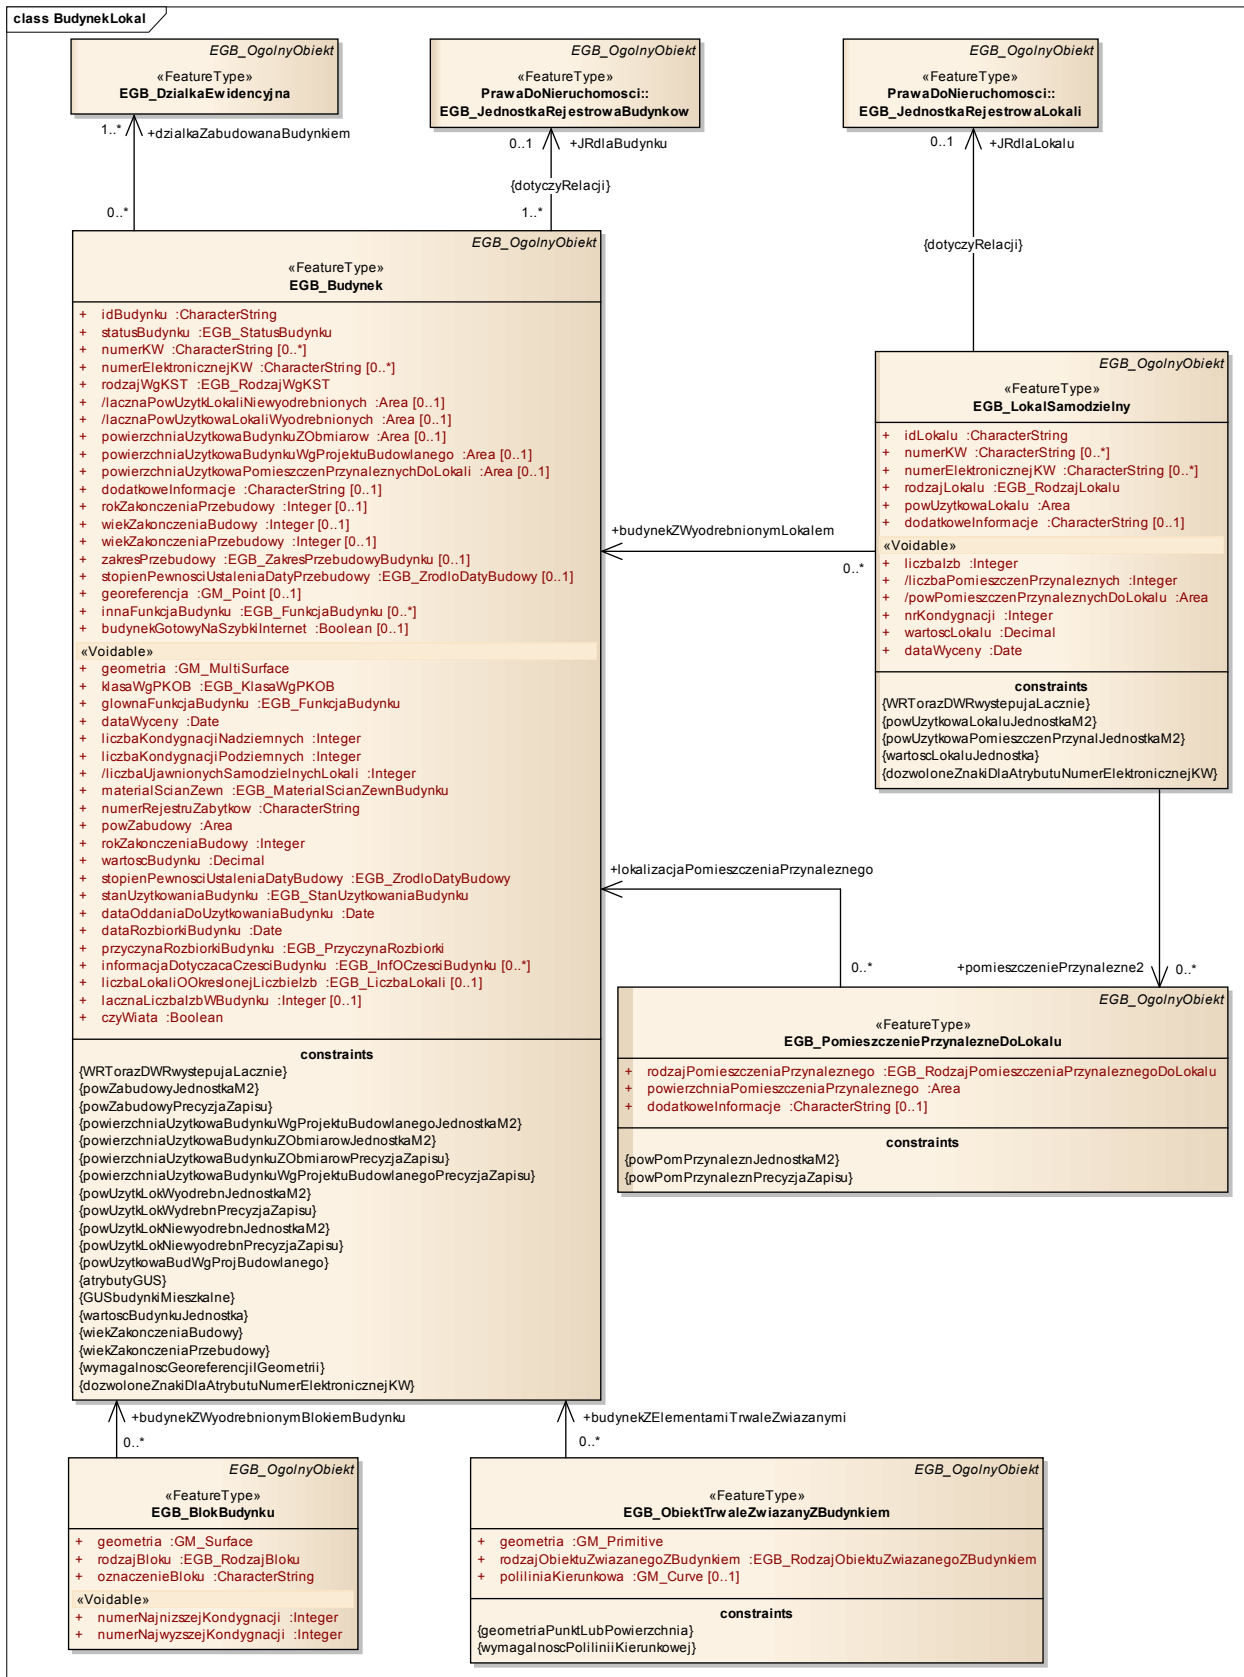 class BudynekLokal
EGB_OgolnyObiekt
«FeatureType»
EGB_DzialkaEwidencyjna
EGB_OgolnyObiekt
«FeatureType»
PrawaDoNieruchomosci::
EGB_JednostkaRejestrowaBudynkow
EGB_OgolnyObiekt
«FeatureType»
PrawaDoNieruchomosci::
EGB_JednostkaRejestrowaLokali
1..*
+dzialkaZabudowanaBudynkiem
0..*
0..1
+JRdlaBudynku
{dotyczyRelacji}
1..*
0..1
+JRdlaLokalu
{dotyczyRelacji}
EGB_OgolnyObiekt
«FeatureType»
EGB_Budynek
+ idBudynku :CharacterString
+ statusBudynku :EGB_StatusBudynku
+ numerKW :CharacterString [0..*]
+ numerElektronicznejKW :CharacterString [0..*]
+ rodzajWgKST :EGB_RodzajWgKST
+ /lacznaPowUzytkLokaliNiewyodrebnionych :Area [0..1]
+ /lacznaPowUzytkowaLokaliWyodrebnionych :Area [0..1]
+ powierzchniaUzytkowaBudynkuZObmiarow :Area [0..1]
+ powierzchniaUzytkowaBudynkuWgProjektuBudowlanego :Area [0..1]
+ powierzchniaUzytkowaPomieszczenPrzynaleznychDoLokali :Area [0..1]
+ dodatkoweInformacje :CharacterString [0..1]
+ rokZakonczeniaPrzebudowy :Integer [0..1]
+ wiekZakonczeniaBudowy :Integer [0..1]
+ wiekZakonczeniaPrzebudowy :Integer [0..1]
+ zakresPrzebudowy :EGB_ZakresPrzebudowyBudynku [0..1]
+ stopienPewnosciUstaleniaDatyPrzebudowy :EGB_ZrodloDatyBudowy [0..1]
+ georeferencja :GM_Point [0..1]
+ innaFunkcjaBudynku :EGB_FunkcjaBudynku [0..*]
+ budynekGotowyNaSzybkiInternet :Boolean [0..1]
«Voidable»
+ geometria :GM_MultiSurface
+ klasaWgPKOB :EGB_KlasaWgPKOB
+ glownaFunkcjaBudynku :EGB_FunkcjaBudynku
+ dataWyceny :Date
+ liczbaKondygnacjiNadziemnych :Integer
+ liczbaKondygnacjiPodziemnych :Integer
+ /liczbaUjawnionychSamodzielnychLokali :Integer
+ materialScianZewn :EGB_MaterialScianZewnBudynku
+ numerRejestruZabytkow :CharacterString
+ powZabudowy :Area
+ rokZakonczeniaBudowy :Integer
+ wartoscBudynku :Decimal
+ stopienPewnosciUstaleniaDatyBudowy :EGB_ZrodloDatyBudowy
+ stanUzytkowaniaBudynku :EGB_StanUzytkowaniaBudynku
+ dataOddaniaDoUzytkowaniaBudynku :Date
+ dataRozbiorkiBudynku :Date
+ przyczynaRozbiorkiBudynku :EGB_PrzyczynaRozbiorki
+ informacjaDotyczacaCzesciBudynku :EGB_InfOCzesciBudynku [0..*]
+ liczbaLokaliOOkreslonejLiczbieIzb :EGB_LiczbaLokali [0..1]
+ lacznaLiczbaIzbWBudynku :Integer [0..1]
+ czyWiata :Boolean
constraints
{WRTorazDWRwystepujaLacznie}
{powZabudowyJednostkaM2}
{powZabudowyPrecyzjaZapisu}
{powierzchniaUzytkowaBudynkuWgProjektuBudowlanegoJednostkaM2}
{powierzchniaUzytkowaBudynkuZObmiarowJednostkaM2}
{powierzchniaUzytkowaBudynkuZObmiarowPrecyzjaZapisu}
{powierzchniaUzytkowaBudynkuWgProjektuBudowlanegoPrecyzjaZapisu}
{powUzytkLokWyodrebnJednostkaM2}
{powUzytkLokWydrebnPrecyzjaZapisu}
{powUzytkLokNiewyodrebnJednostkaM2}
{powUzytkLokNiewyodrebnPrecyzjaZapisu}
{powUzytkowaBudWgProjBudowlanego}
{atrybutyGUS}
{GUSbudynkiMieszkalne}
{wartoscBudynkuJednostka}
{wiekZakonczeniaBudowy}
{wiekZakonczeniaPrzebudowy}
{wymagalnoscGeoreferencjiIGeometrii}
{dozwoloneZnakiDlaAtrybutuNumerElektronicznejKW}
EGB_OgolnyObiekt
«FeatureType»
EGB_LokalSamodzielny
+ idLokalu :CharacterString
+ numerKW :CharacterString [0..*]
+ numerElektronicznejKW :CharacterString [0..*]
+ rodzajLokalu :EGB_RodzajLokalu
+ powUzytkowaLokalu :Area
+ dodatkoweInformacje :CharacterString [0..1]
«Voidable»
+ liczbaIzb :Integer
+ /liczbaPomieszczenPrzynaleznych :Integer
+ /powPomieszczenPrzynaleznychDoLokalu :Area
+ nrKondygnacji :Integer
+ wartoscLokalu :Decimal
+ dataWyceny :Date
constraints
{WRTorazDWRwystepujaLacznie}
{powUzytkowaLokaluJednostkaM2}
{powUzytkowaPomieszczenPrzynalJednostkaM2}
{wartoscLokaluJednostka}
{dozwoloneZnakiDlaAtrybutuNumerElektronicznejKW}
+budynekZWyodrebnionymLokalem
0..*
+lokalizacjaPomieszczeniaPrzynaleznego
0..*
+pomieszczeniePrzynalezne2
0..*
EGB_OgolnyObiekt
«FeatureType»
EGB_PomieszczeniePrzynalezneDoLokalu
+ rodzajPomieszczeniaPrzynaleznego :EGB_RodzajPomieszczeniaPrzynaleznegoDoLokalu
+ powierzchniaPomieszczeniaPrzynaleznego :Area
+ dodatkoweInformacje :CharacterString [0..1]
constraints
{powPomPrzynaleznJednostkaM2}
{powPomPrzynaleznPrecyzjaZapisu}
+budynekZWyodrebnionymBlokiemBudynku
0..*
+budynekZElementamiTrwaleZwiazanymi
0..*
EGB_OgolnyObiekt
«FeatureType»
EGB_BlokBudynku
+ geometria :GM_Surface
+ rodzajBloku :EGB_RodzajBloku
+ oznaczenieBloku :CharacterString
«Voidable»
+ numerNajnizszejKondygnacji :Integer
+ numerNajwyzszejKondygnacji :Integer
EGB_OgolnyObiekt
«FeatureType»
EGB_ObiektTrwaleZwiazanyZBudynkiem
+ geometria :GM_Primitive
+ rodzajObiektuZwiazanegoZBudynkiem :EGB_RodzajObiektuZwiazanegoZBudynkiem
+ poliliniaKierunkowa :GM_Curve [0..1]
constraints
{geometriaPunktLubPowierzchnia}
{wymagalnoscPoliliniiKierunkowej}